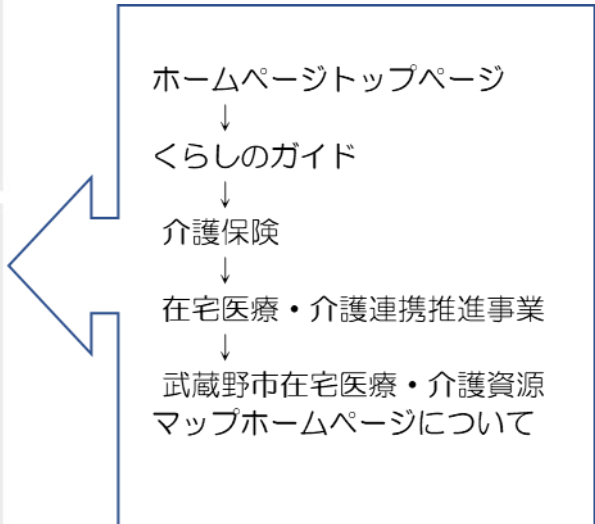 ホームページトップページ
↓
くらしのガイド
↓
介護保険
↓
在宅医療・介護連携推進事業
↓
武蔵野市在宅医療・介護資源
マップホームページについて